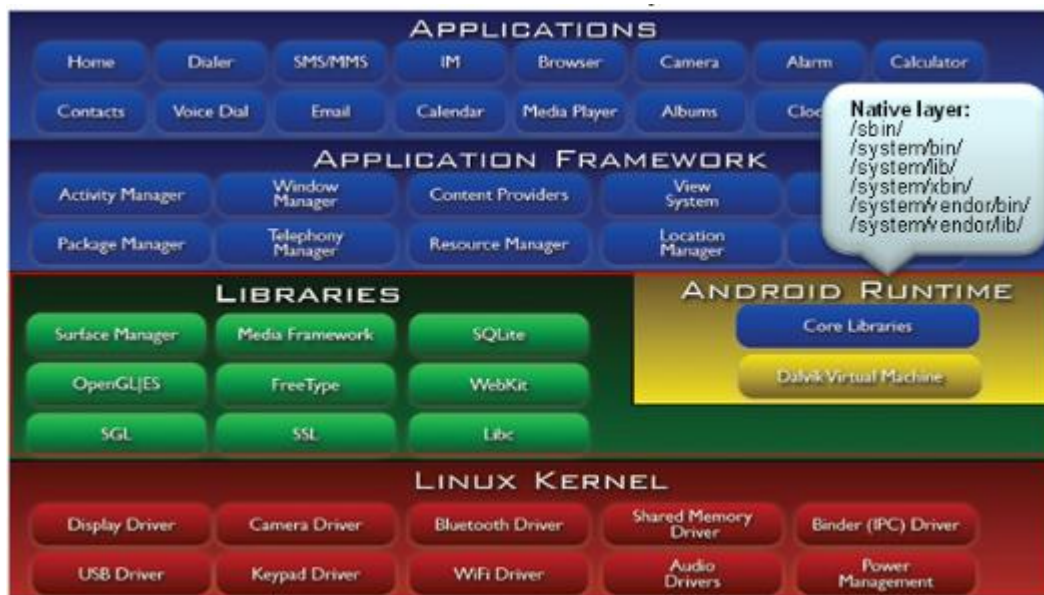 APPLICATIONS
Home Dialer SMS/MMS IM Browser Camera Alarm Calculator
Contacts Voice Dial Email Calendar Media Player Albums Cloc
Native layer:
/sbin/
/system/bin/
/system/lib/
/system/xbin/
/system/vendor/bin/
/system/vendor/lib/
APPLICATION FRAMEWORK
Activity Manager Window Manager Content Providers View System
Package Manager Telephony Manager Resource Manager Location Manager
LIBRARIES
Surface Manager Media Framework SQLite
OpenGL|ES FreeType WebKit
SGL SSL Libc
ANDROID RUNTIME
Core Libraries
Dalvik Virtual Machine
LINUX KERNEL
Display Driver Camera Driver Bluetooth Driver Shared Memory Driver Binder (IPC) Driver
USB Driver Keypad Driver WiFi Driver Audio Drivers Power Management